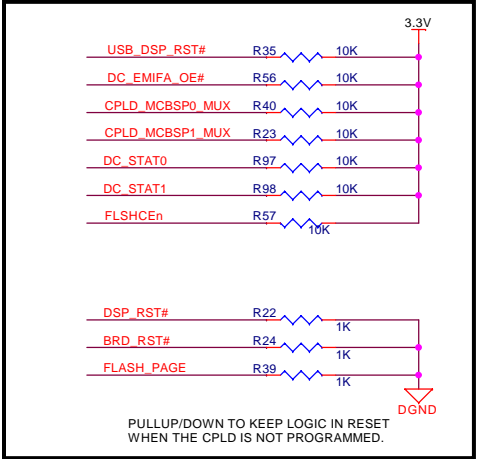 3.3V
USB_DSP_RST# R35 10K
DC_EMIFA_OE# R56 10K
CPLD_MCBSP0_MUX R40 10K
CPLD_MCBSP1_MUX R23 10K
DC_STAT0 R97 10K
DC_STAT1 R98 10K
FLSHCEn R57 10K
DSP_RST# R22 1K
BRD_RST# R24 1K
FLASH_PAGE R39 1K
DGND
PULLUP/DOWN TO KEEP LOGIC IN RESET
WHEN THE CPLD IS NOT PROGRAMMED.